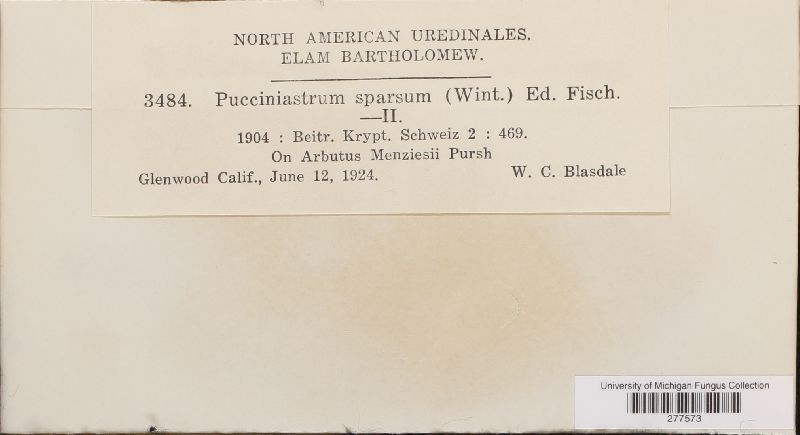 NORTH AMERICAN UREDINALES.
ELAM BARTHOLOMEW.
3484. Pucciniastrum sparsum (Wint.) Ed. Fisch.
—II.
1904 : Beitr. Krypt. Schweiz 2 : 469.
On Arbutus Menziesii Pursh
Glenwood Calif., June 12, 1924. W. C. Blasdale
University of Michigan Fungus Collection
277573